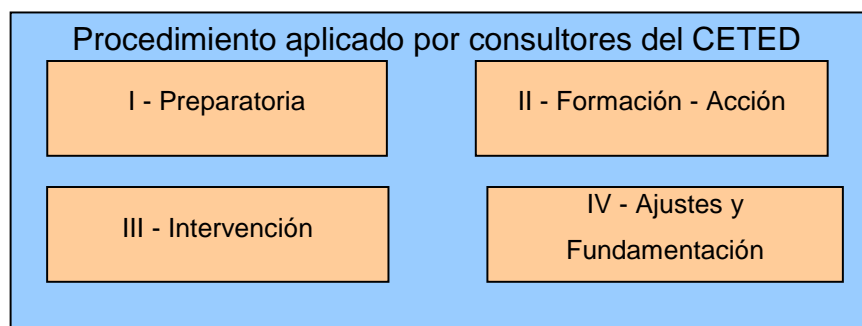 Procedimiento aplicado por consultores del CETED
I - Preparatoria
II - Formación - Acción
III - Intervención
IV - Ajustes y
Fundamentación